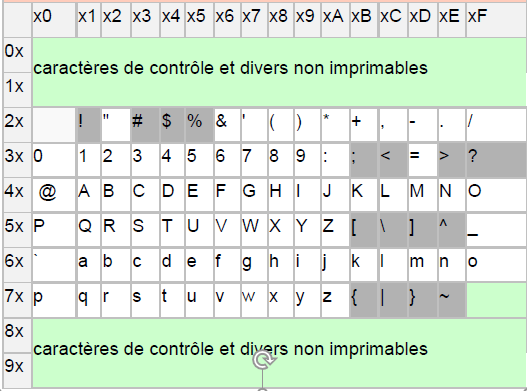 x0 x1 x2 x3 x4 x5 x6 x7 x8 x9 xA xB xC xD xE xF
0x
caractères de contrôle et divers non imprimables
1x
2x ! " # $ % & ' ( ) * + , - . /
3x 0 1 2 3 4 5 6 7 8 9 : ; < = > ?
4x @ A B C D E F G H I J K L M N O
5x P Q R S T U V W X Y Z [ \ ] ^ _
6x ` a b c d e f g h i j k l m n o
7x p q r s t u v w x y z { | } ~
8x
caractères de contrôle et divers non imprimables
9x